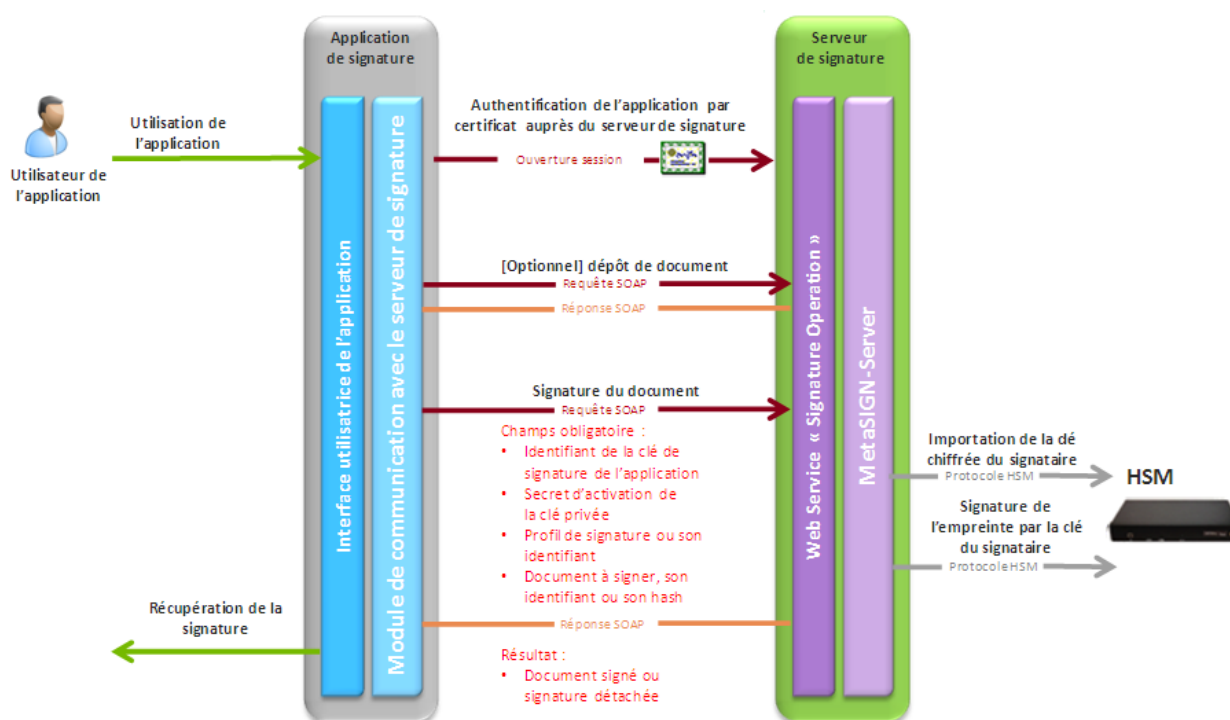 Application
de signature
Serveur
de signature
Utilisation de
l'application
Utilisateur de
l'application
Authentification de l'application par
certificat auprès du serveur de signature
Ouverture session
Interface utilisatrice de l'application
Module de communication avec le serveur de signature
Web Service « Signature Operation »
MetaSIGN-Server
[Optionnel] dépôt de document
Requête SOAP
Réponse SOAP
Signature du document
Requête SOAP
Champs obligatoire :
• Identifiant de la clé de
signature de l'application
• Secret d'activation de
la clé privée
• Profil de signature ou son
identifiant
• Document à signer, son
identifiant ou son hash
Réponse SOAP
Résultat :
• Document signé ou
signature détachée
Importation de la clé
chiffrée du signataire
Protocole HSM
HSM
Signature de
l'empreinte par la clé
du signataire
Protocole HSM
Récupération de la
signature